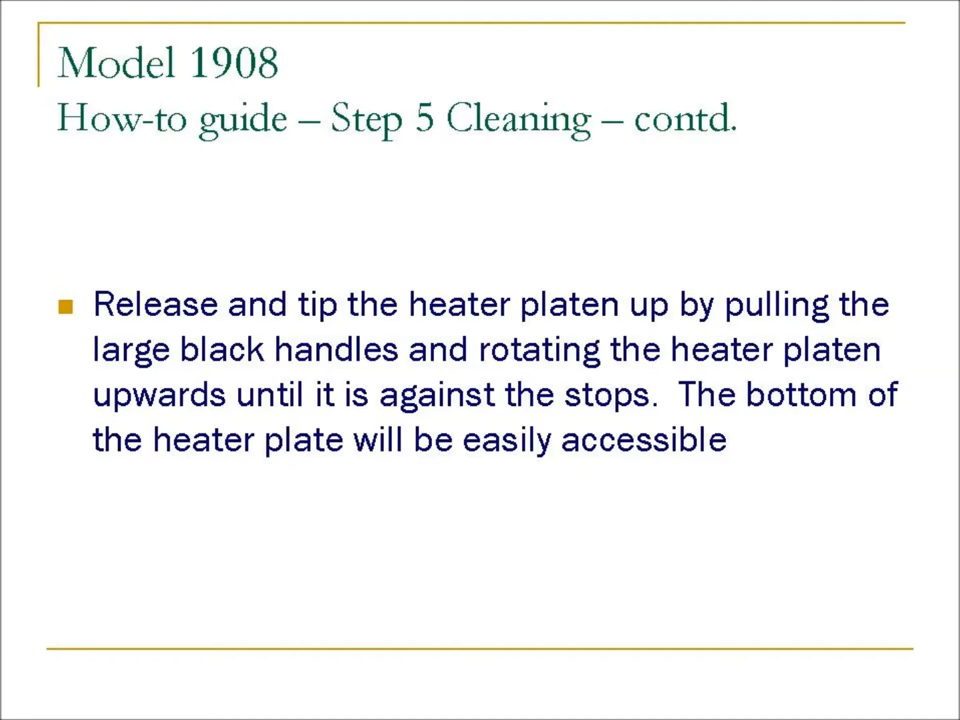 Model 1908
How-to guide – Step 5 Cleaning – contd.
Release and tip the heater platen up by pulling the
large black handles and rotating the heater platen
upwards until it is against the stops.  The bottom of
the heater plate will be easily accessible